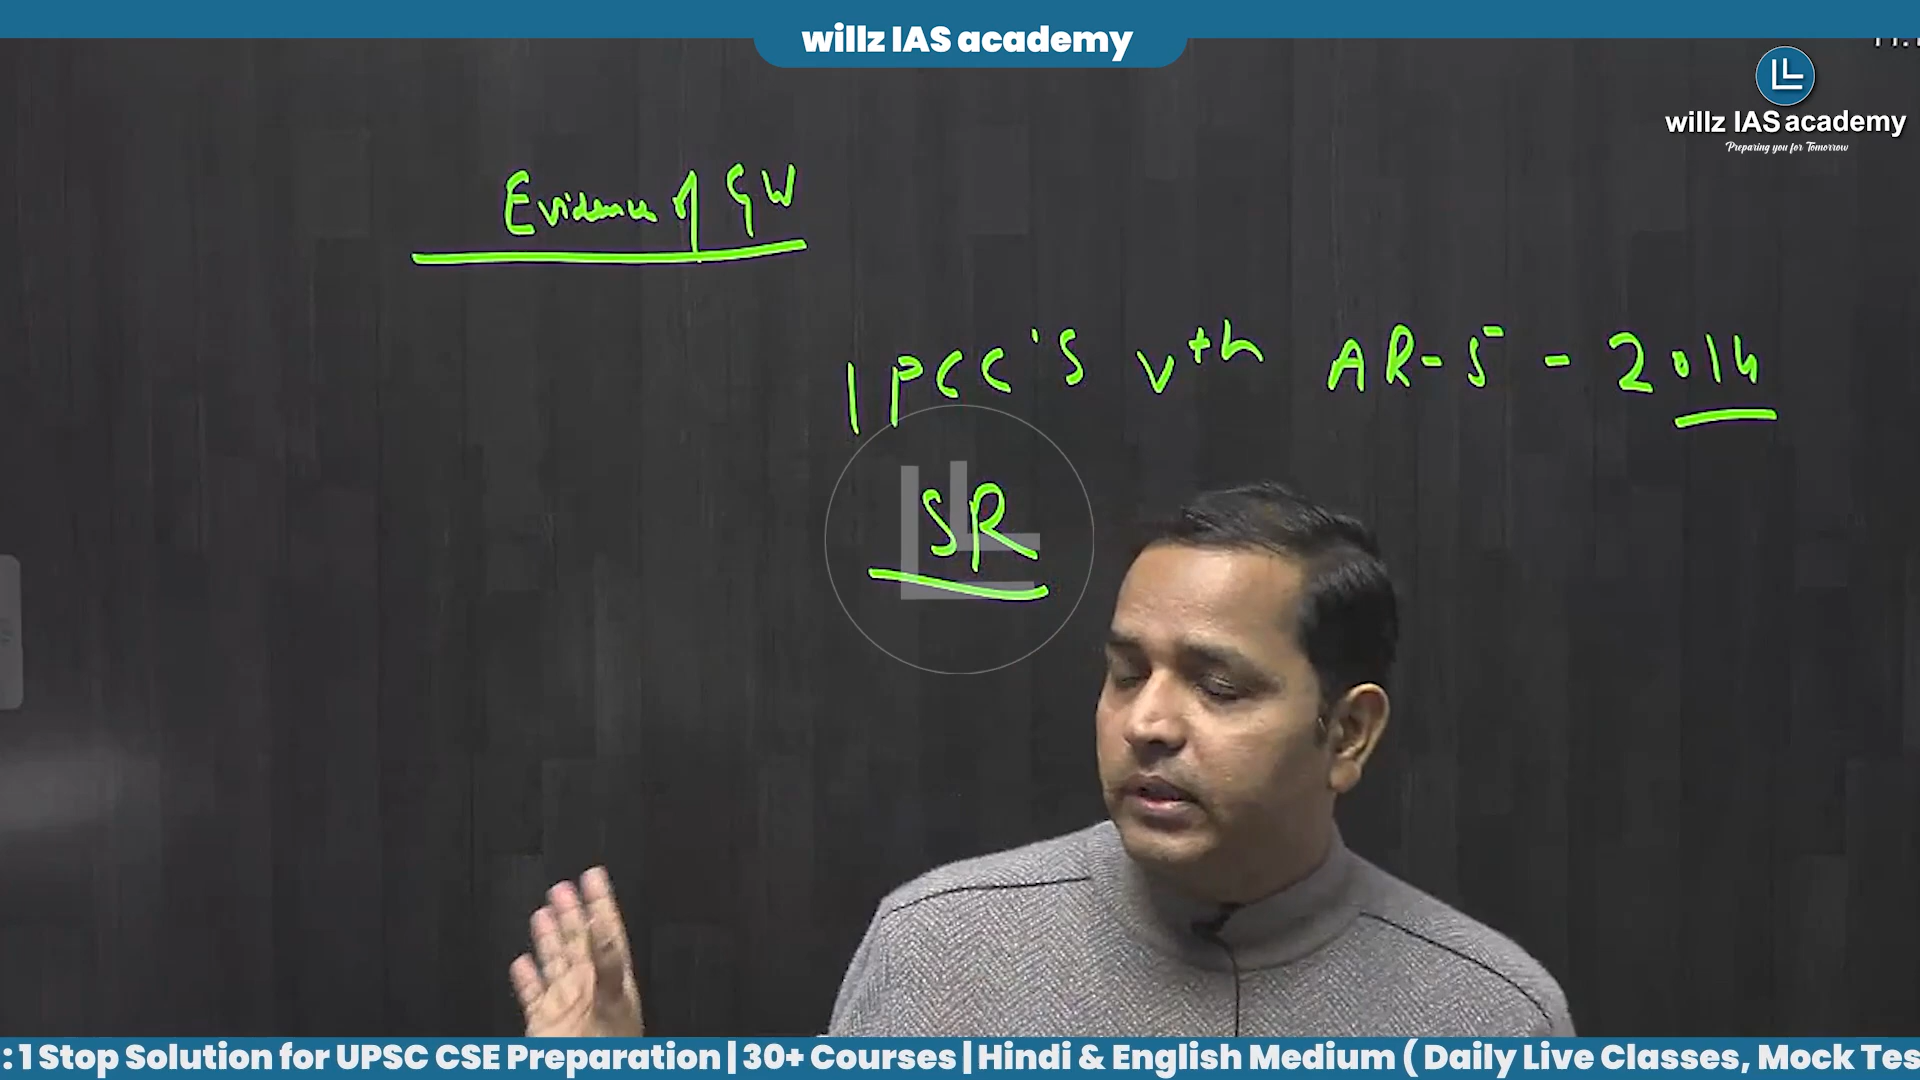 willz IAS academy
willz IAS academy
Preparing you for Tomorrow
Evidence of GW
IPCC'S Vth AR-5 - 2014
SR
: 1 Stop Solution for UPSC CSE Preparation | 30+ Courses | Hindi & English Medium ( Daily Live Classes, Mock Tes